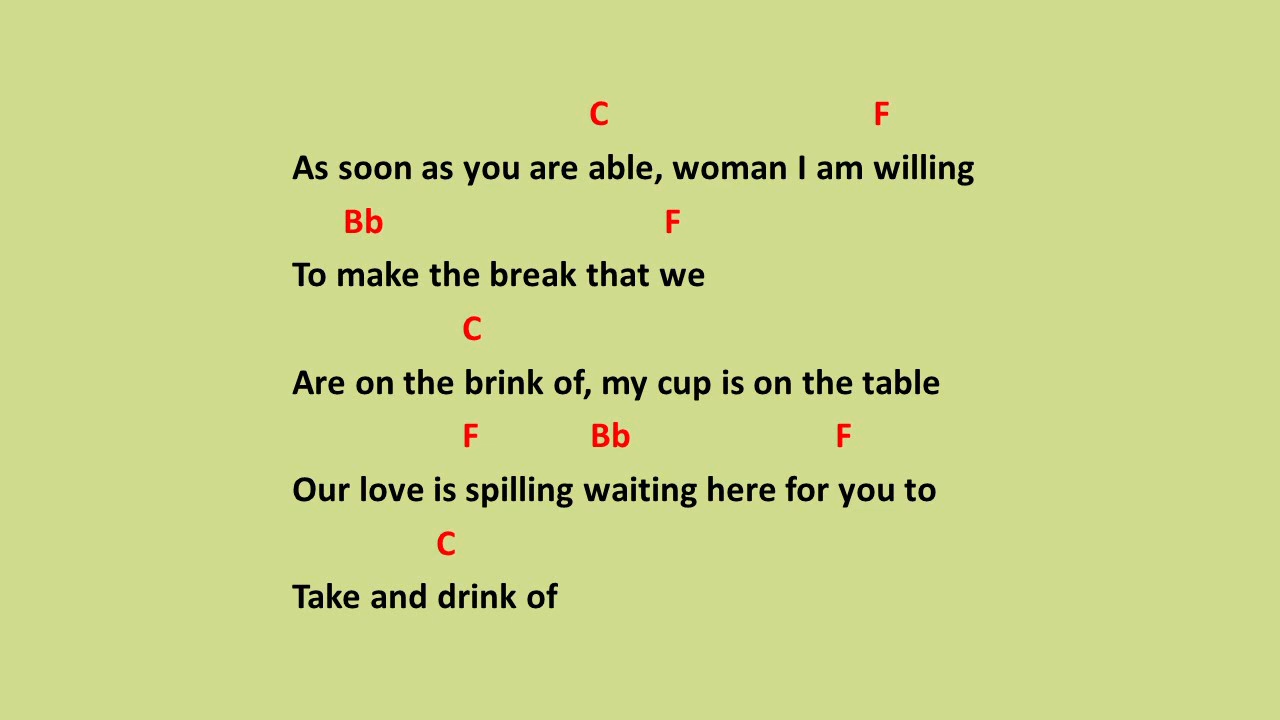 C F
As soon as you are able, woman I am willing
Bb F
To make the break that we
C
Are on the brink of, my cup is on the table
F Bb F
Our love is spilling waiting here for you to
C
Take and drink of